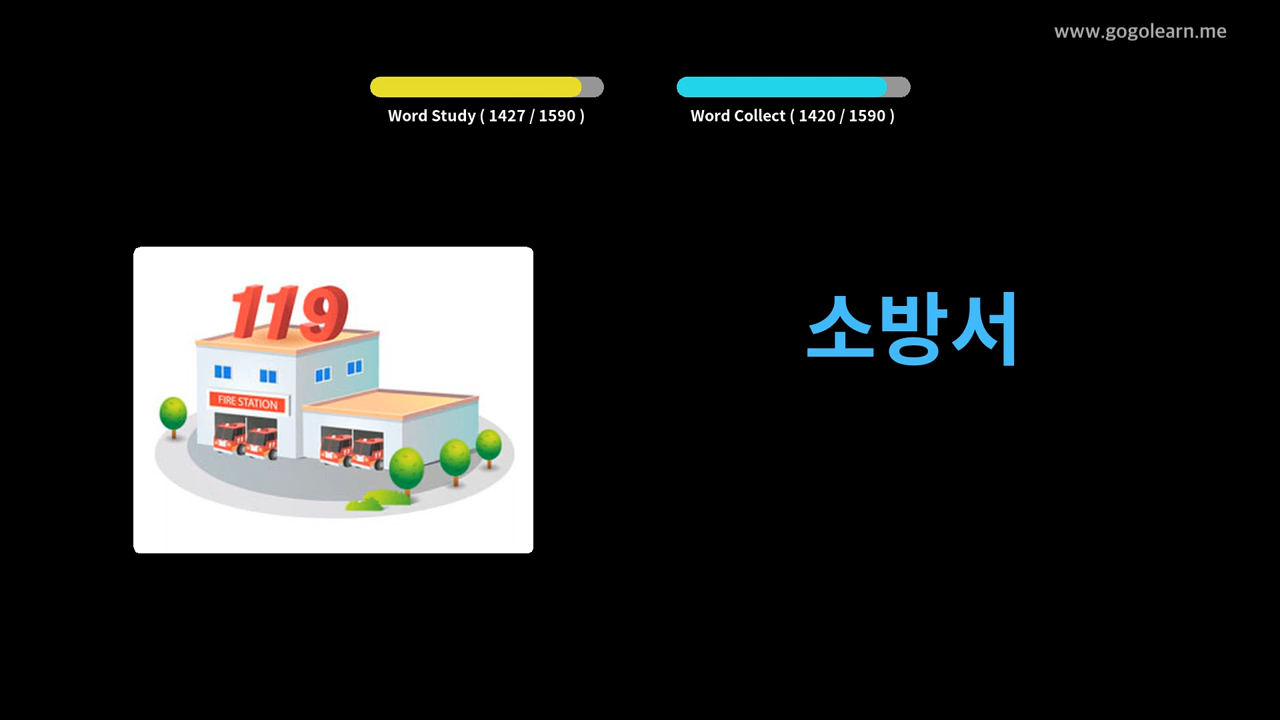 www.gogolearn.me
Word Study ( 1427 / 1590 )
Word Collect ( 1420 / 1590 )
119
FIRE STATION
소방서